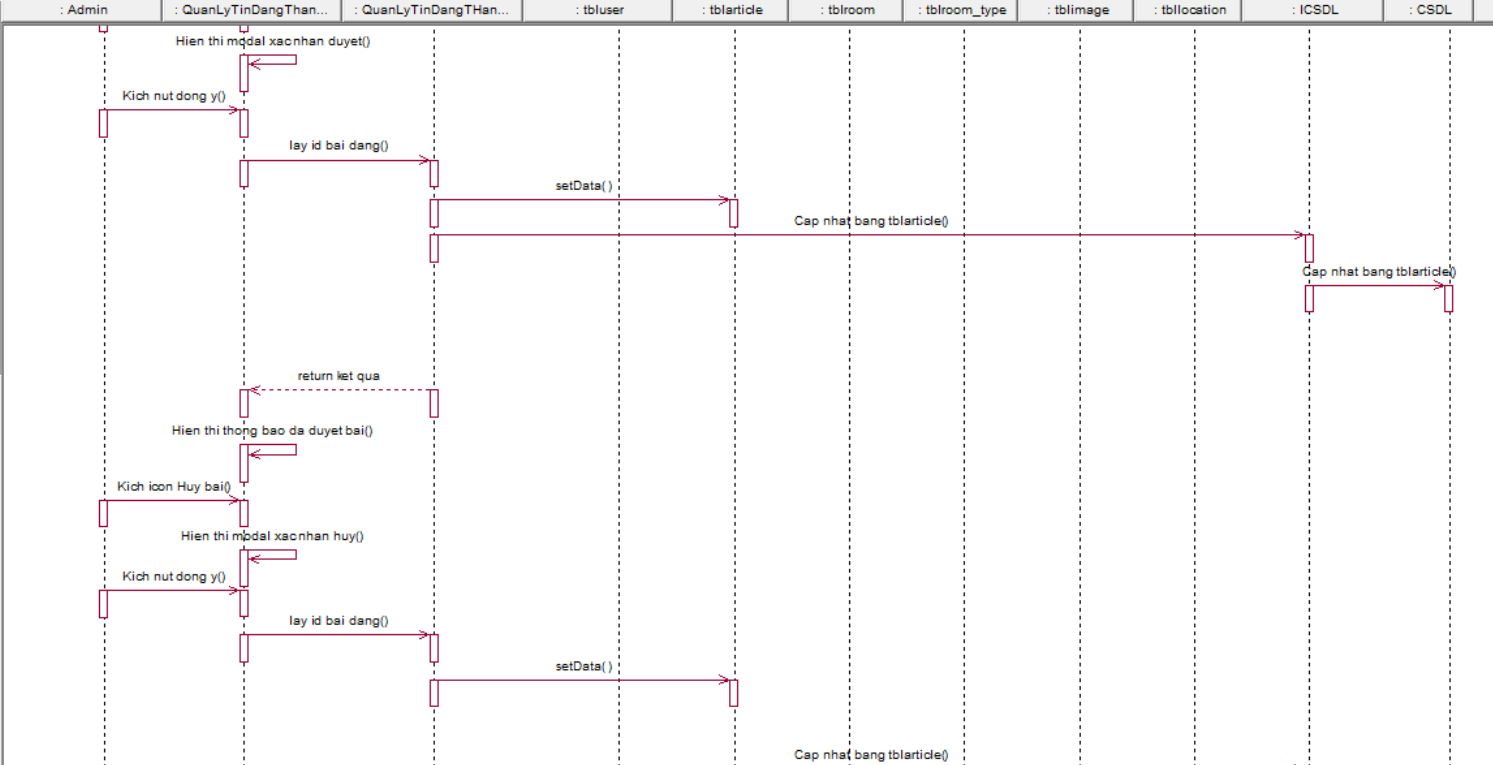 : Admin
: QuanLyTinDangThan...
: QuanLyTinDangTHan...
: tbluser
: tblarticle
: tblroom
: tblroom_type
: tblimage
: tbllocation
: ICSDL
: CSDL
Hien thi modal xacnhan duyet()
Kich nut dong y()
lay id bai dang()
setData( )
Cap nhat bang tblarticle()
Cap nhat bang tblarticle()
return ket qua
Hien thi thong bao da duyet bai()
Kich icon Huy bai()
Hien thi modal xacnhan huy()
Kich nut dong y()
lay id bai dang()
setData( )
Cap nhat bang tblarticle()